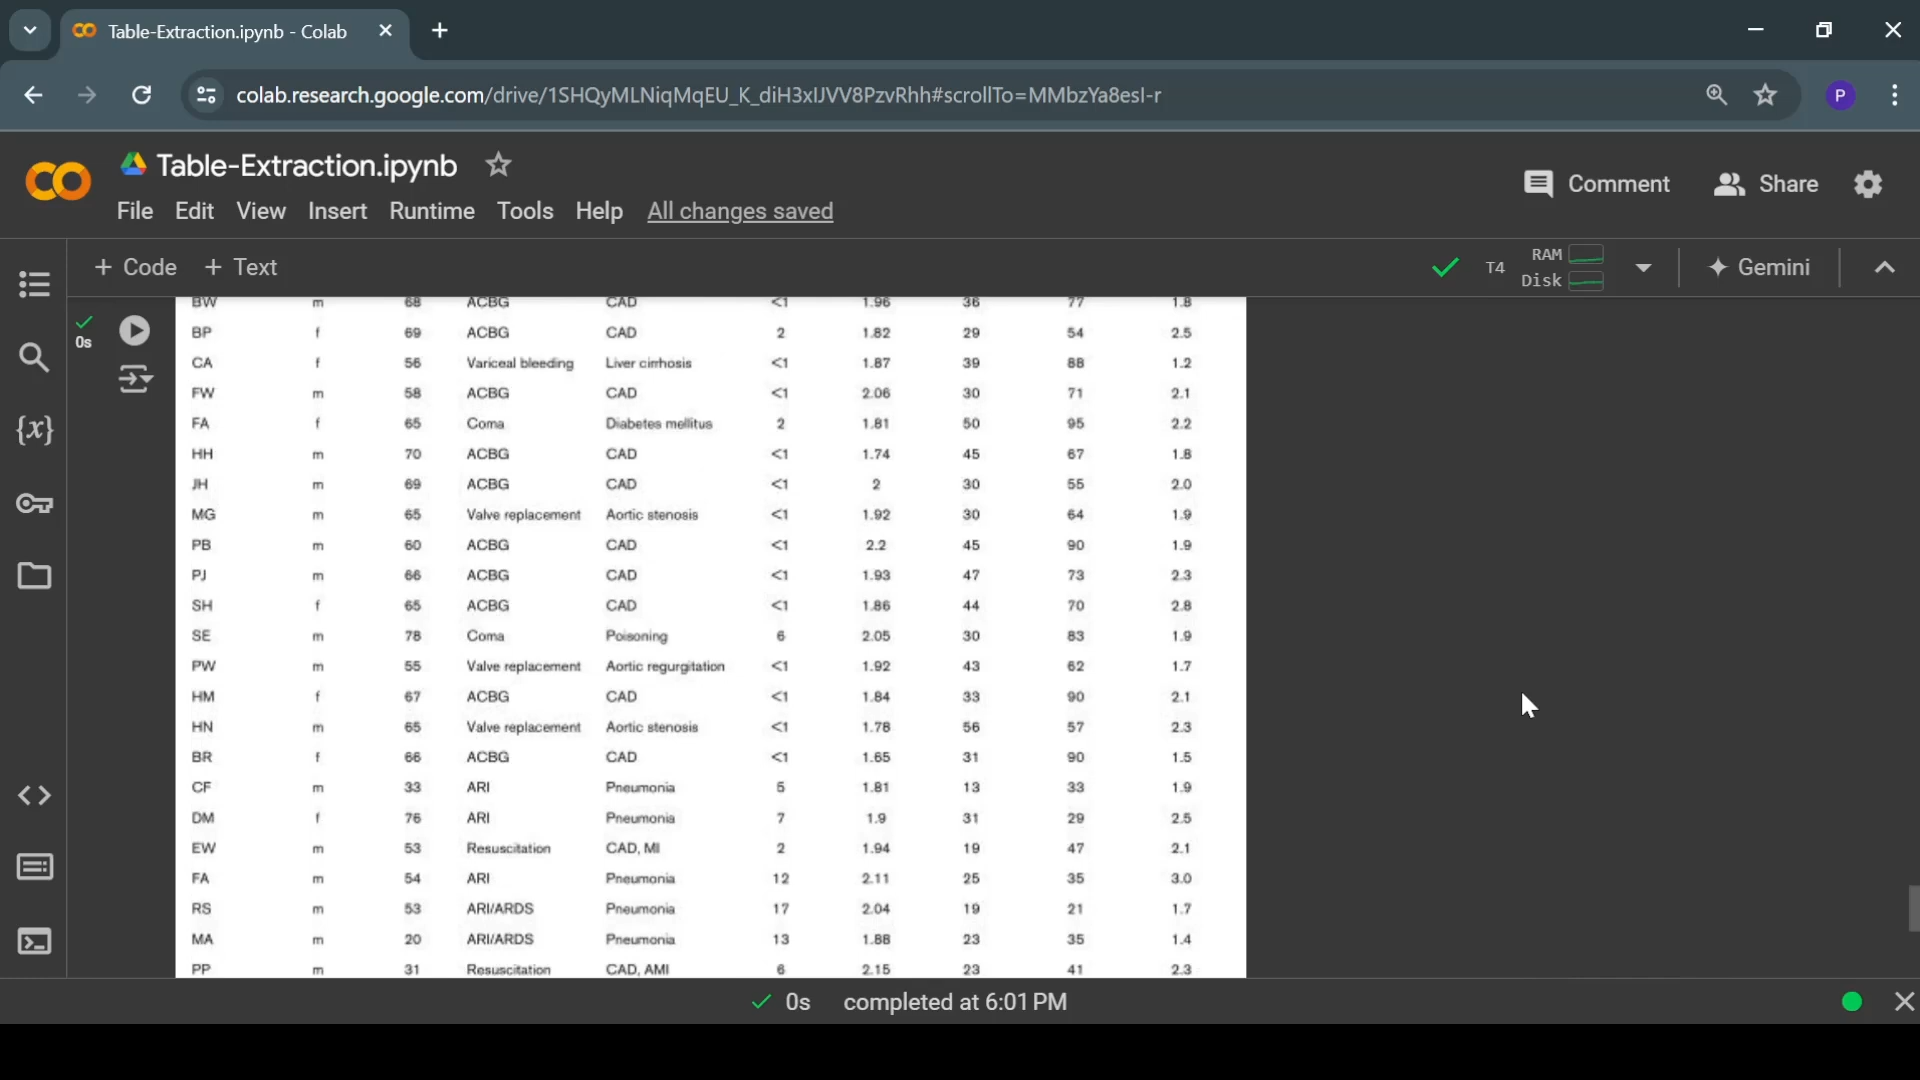 Table-Extraction.ipynb - Colab
colab.research.google.com/drive/1SHQyMLNiqMqEU_K_diH3xIJVV8PzvRhh#scrollTo=MMbzYa8esI-r
P
Table-Extraction.ipynb
Comment Share
File Edit View Insert Runtime Tools Help All changes saved
+ Code + Text T4 RAM Disk Gemini
0s
BW m 68 ACBG CAD <1 1.96 36 77 1.8
BP f 69 ACBG CAD 2 1.82 29 54 2.5
CA f 56 Variceal bleeding Liver cirrhosis <1 1.87 39 88 1.2
FW m 58 ACBG CAD <1 2.06 30 71 2.1
FA f 65 Coma Diabetes mellitus 2 1.81 50 95 2.2
HH m 70 ACBG CAD <1 1.74 45 67 1.8
JH m 69 ACBG CAD <1 2 30 55 2.0
MG m 65 Valve replacement Aortic stenosis <1 1.92 30 64 1.9
PB m 60 ACBG CAD <1 2.2 45 90 1.9
PJ m 66 ACBG CAD <1 1.93 47 73 2.3
SH f 65 ACBG CAD <1 1.86 44 70 2.8
SE m 78 Coma Poisoning 6 2.05 30 83 1.9
PW m 55 Valve replacement Aortic regurgitation <1 1.92 43 62 1.7
HM f 67 ACBG CAD <1 1.84 33 90 2.1
HN m 65 Valve replacement Aortic stenosis <1 1.78 56 57 2.3
BR f 66 ACBG CAD <1 1.65 31 90 1.5
CF m 33 ARI Pneumonia 5 1.81 13 33 1.9
DM f 76 ARI Pneumonia 7 1.9 31 29 2.5
EW m 53 Resuscitation CAD, MI 2 1.94 19 47 2.1
FA m 54 ARI Pneumonia 12 2.11 25 35 3.0
RS m 53 ARI/ARDS Pneumonia 17 2.04 19 21 1.7
MA m 20 ARI/ARDS Pneumonia 13 1.88 23 35 1.4
PP m 31 Resuscitation CAD, AMI 6 2.15 23 41 2.3
{x}
0s completed at 6:01 PM